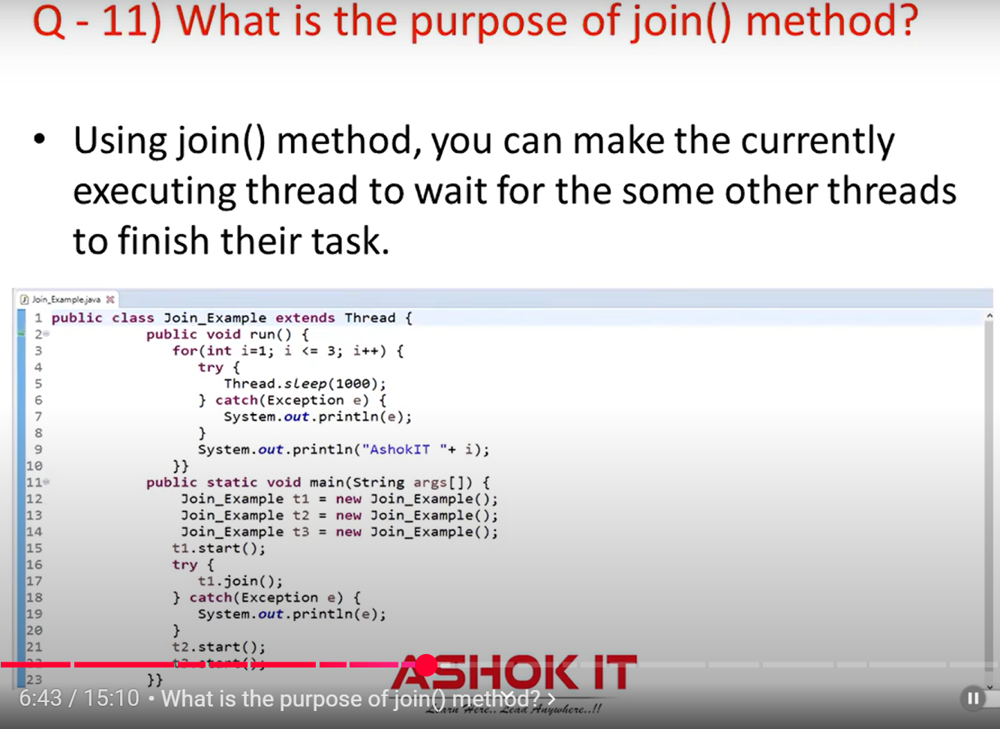 Q - 11) What is the purpose of join() method?
• Using join() method, you can make the currently
executing thread to wait for the some other threads
to finish their task.
Join_Example.java
1 public class Join_Example extends Thread {
2 public void run() {
3 for(int i=1; i <= 3; i++) {
4 try {
5 Thread.sleep(1000);
6 } catch(Exception e) {
7 System.out.println(e);
8 }
9 System.out.println("AshokIT "+ i);
10 }}
11 public static void main(String args[]) {
12 Join_Example t1 = new Join_Example();
13 Join_Example t2 = new Join_Example();
14 Join_Example t3 = new Join_Example();
15 t1.start();
16 try {
17 t1.join();
18 } catch(Exception e) {
19 System.out.println(e);
20 }
21 t2.start();
22 t3.start();
23 }}
ASHOK IT
Learn Here.. Lead Anywhere..!!
6:43 / 15:10 • What is the purpose of join() method? >